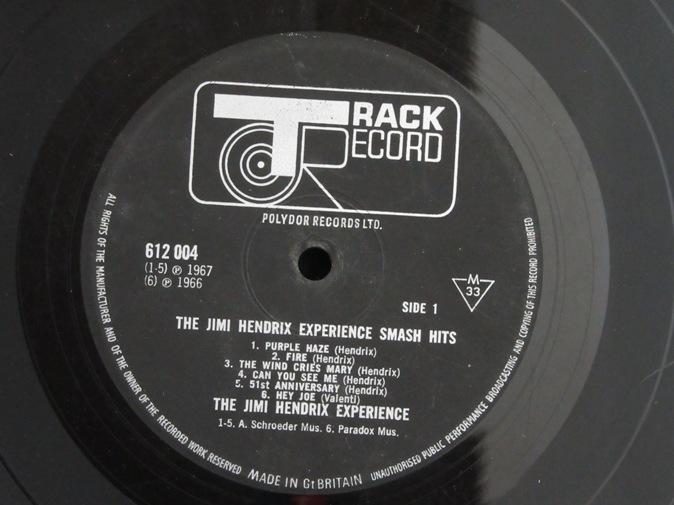 TRACK
RECORD
POLYDOR RECORDS LTD.
612 004
(1-5) ℗ 1967
(6) ℗ 1966
SIDE 1
M
33
THE JIMI HENDRIX EXPERIENCE SMASH HITS
1. PURPLE HAZE (Hendrix)
2. FIRE (Hendrix)
3. THE WIND CRIES MARY (Hendrix)
4. CAN YOU SEE ME (Hendrix)
5. 51st ANNIVERSARY (Hendrix)
6. HEY JOE (Valenti)
THE JIMI HENDRIX EXPERIENCE
1-5. A. Schroeder Mus. 6. Paradox Mus.
ALL RIGHTS OF THE MANUFACTURER AND OF THE OWNER OF THE RECORDED WORK RESERVED
MADE IN Gt BRITAIN
UNAUTHORISED PUBLIC PERFORMANCE BROADCASTING AND COPYING OF THIS RECORD PROHIBITED